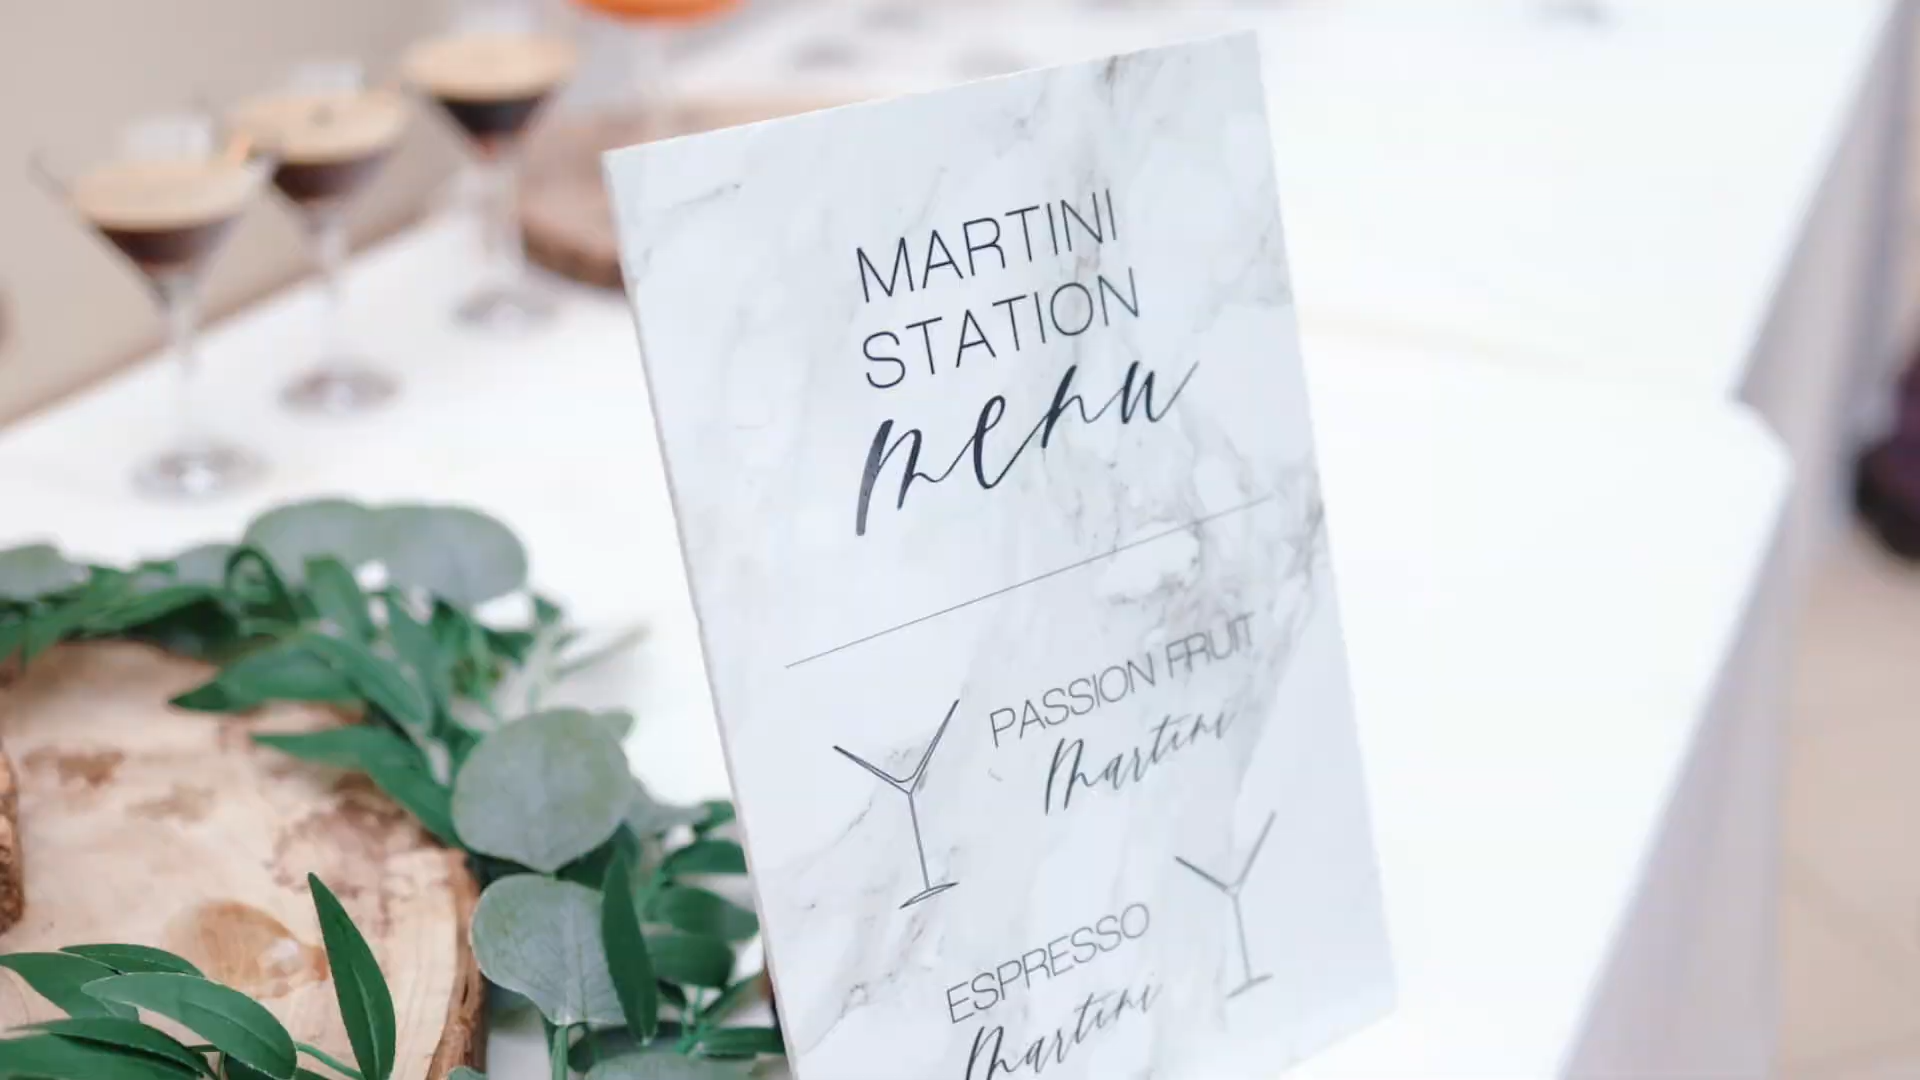 MARTINI
STATION
menu
PASSION FRUIT
Martini
ESPRESSO
Martini